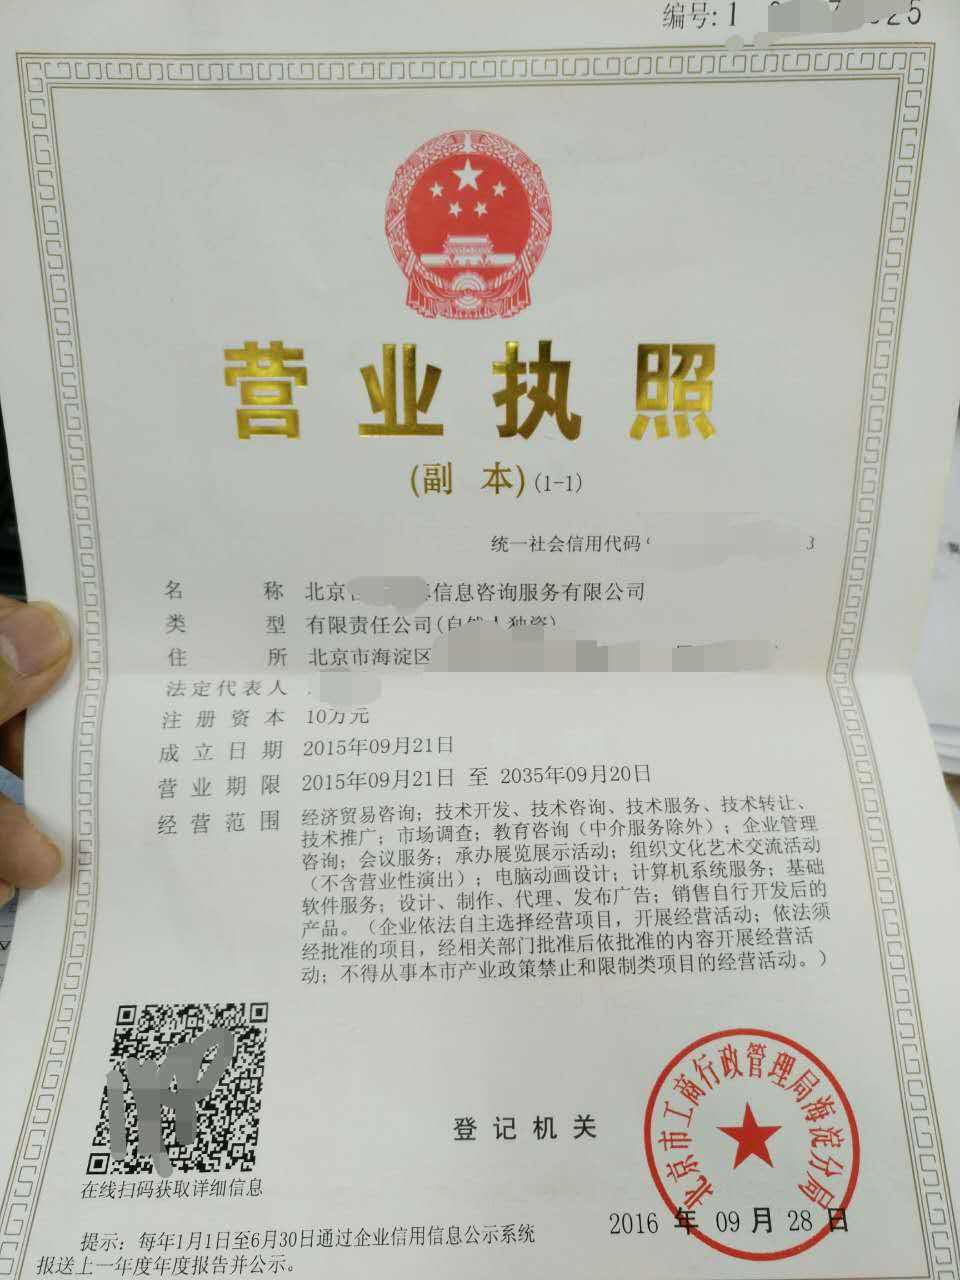 编号:1 25
营业执照
(副 本)(1-1)
统一社会信用代码 3
名 称 北京 信息咨询服务有限公司
类 型 有限责任公司(自然人独资)
住 所 北京市海淀区
法定代表人
注册资本 10万元
成立日期 2015年09月21日
营业期限 2015年09月21日 至 2035年09月20日
经营范围 经济贸易咨询；技术开发、技术咨询、技术服务、技术转让、
技术推广；市场调查；教育咨询（中介服务除外）；企业管理
咨询；会议服务；承办展览展示活动；组织文化艺术交流活动
（不含营业性演出）；电脑动画设计；计算机系统服务；基础
软件服务；设计、制作、代理、发布广告；销售自行开发后的
产品。（企业依法自主选择经营项目，开展经营活动；依法须
经批准的项目，经相关部门批准后依批准的内容开展经营活
动；不得从事本市产业政策禁止和限制类项目的经营活动。）
在线扫码获取详细信息
登记机关
北京市工商行政管理局海淀分局
2016 年 09 月 28 日
提示：每年1月1日至6月30日通过企业信用信息公示系统
报送上一年度年度报告并公示。